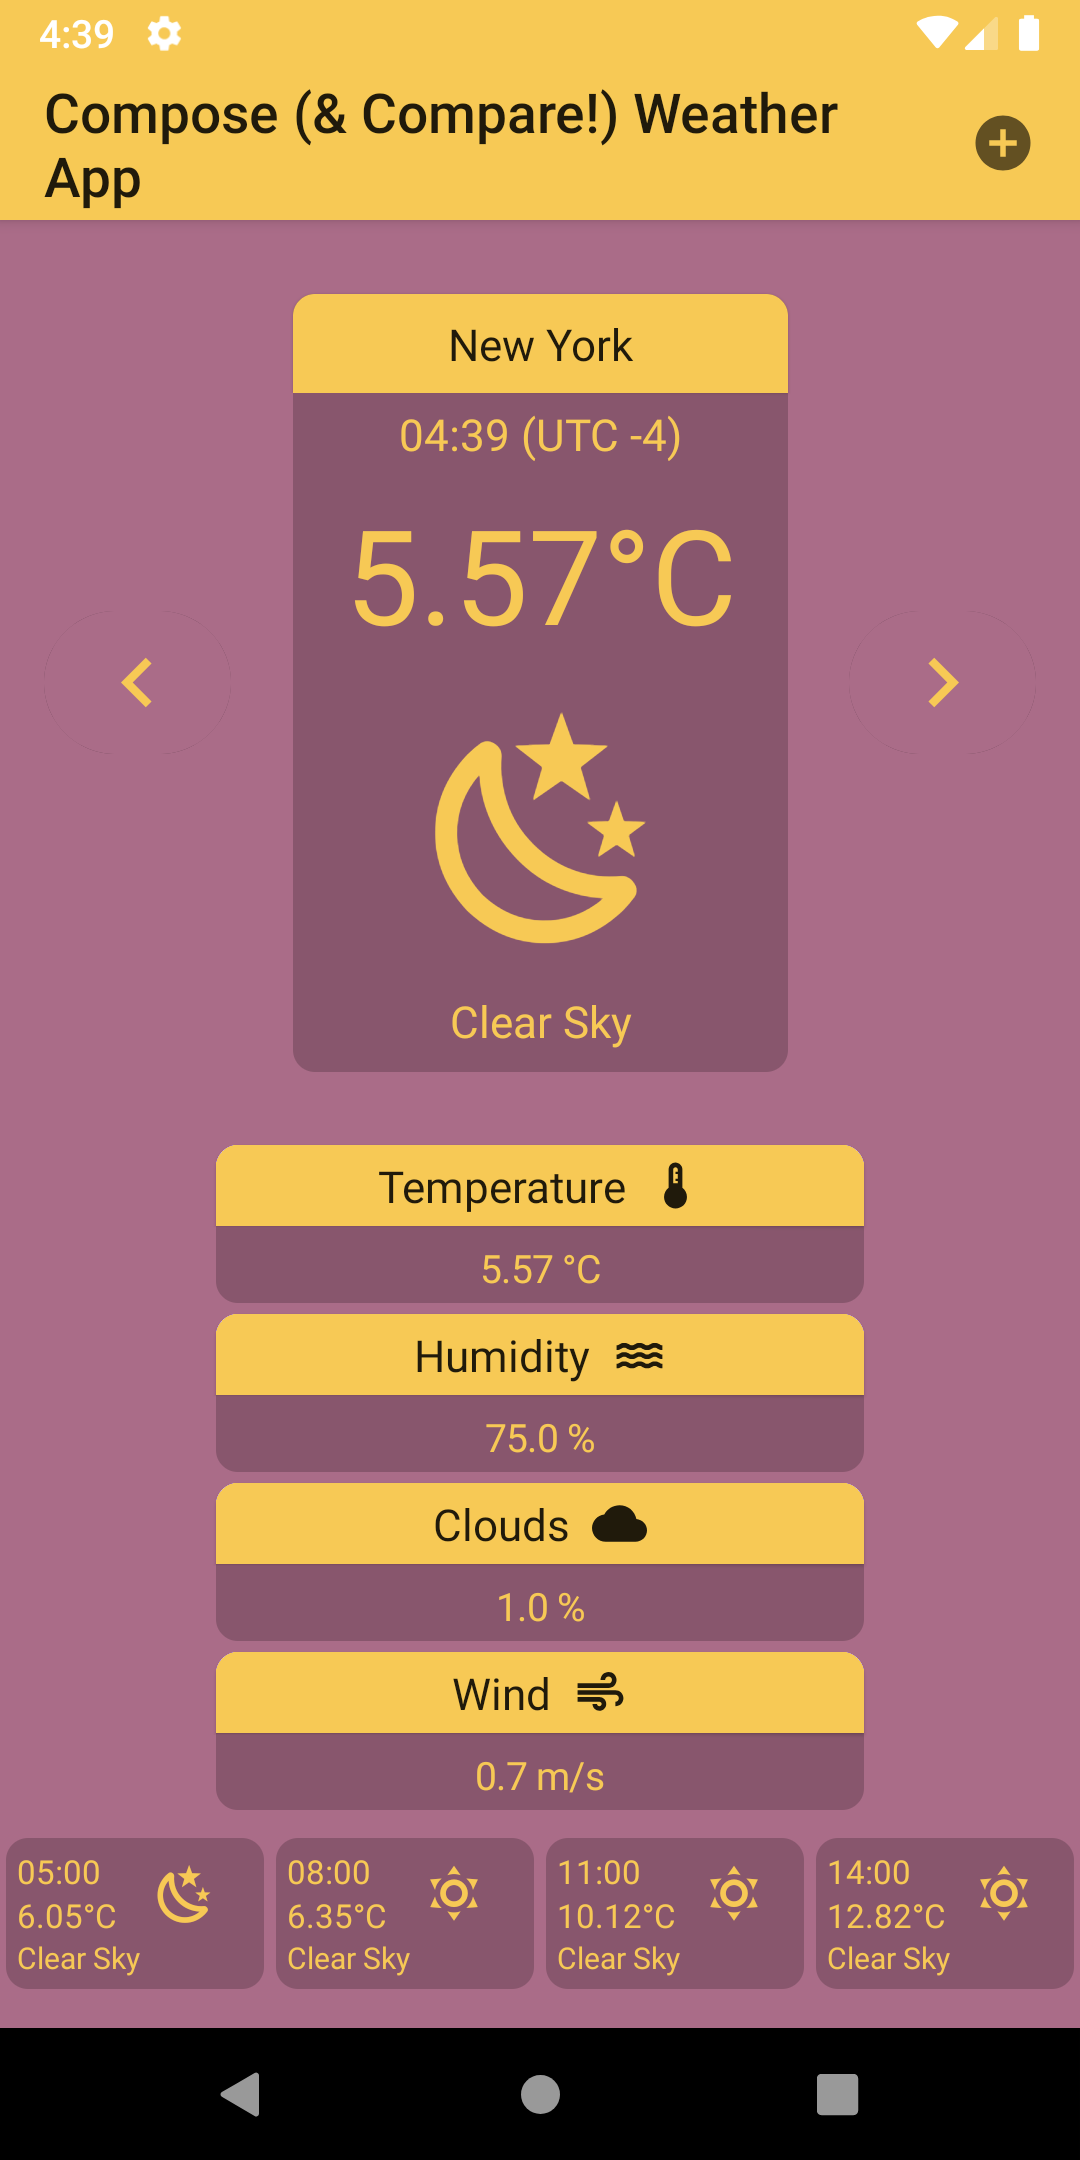 4:39
Compose (& Compare!) Weather
App
New York
04:39 (UTC -4)
5.57°C
Clear Sky
Temperature
5.57 °C
Humidity
75.0 %
Clouds
1.0 %
Wind
0.7 m/s
05:00
6.05°C
Clear Sky
08:00
6.35°C
Clear Sky
11:00
10.12°C
Clear Sky
14:00
12.82°C
Clear Sky